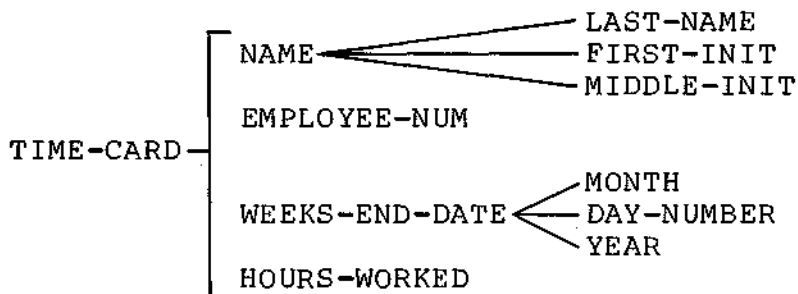 LAST-NAME
NAME FIRST-INIT
MIDDLE-INIT
EMPLOYEE-NUM
TIME-CARD
MONTH
WEEKS-END-DATE DAY-NUMBER
YEAR
HOURS-WORKED